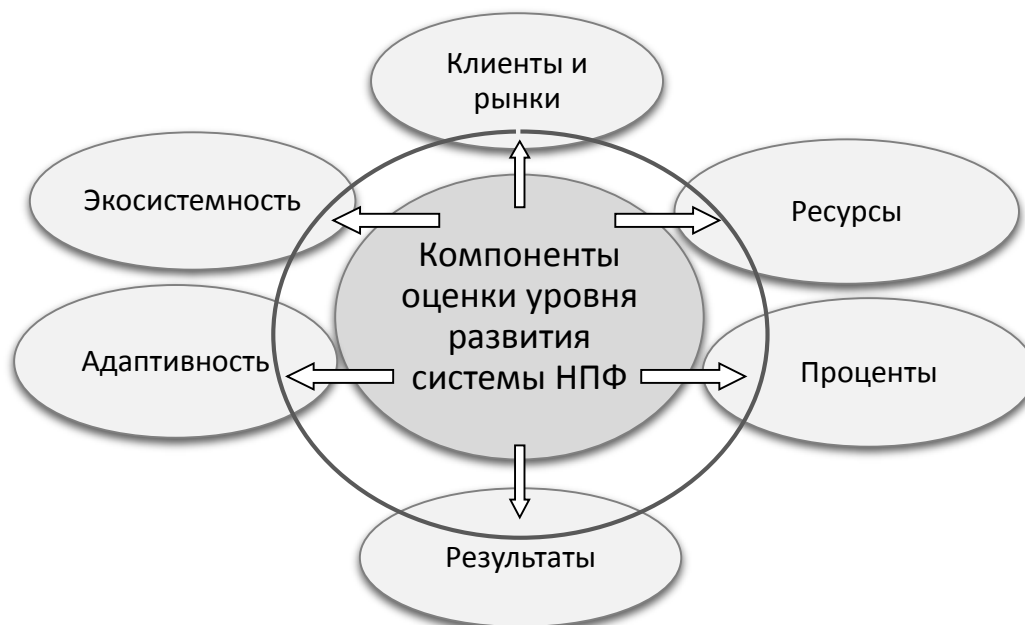 Клиенты и
рынки
Экосистемность
Ресурсы
Компоненты
оценки уровня
развития
системы НПФ
Адаптивность
Проценты
Результаты